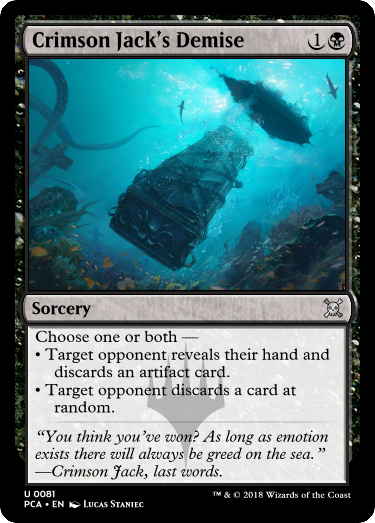 Crimson Jack's Demise 1
Sorcery
Choose one or both —
• Target opponent reveals their hand and
discards an artifact card.
• Target opponent discards a card at
random.
“You think you’ve won? As long as emotion
exists there will always be greed on the sea.”
—Crimson Jack, last words.
U 0081
PCA • EN Lucas Staniec
™ & © 2018 Wizards of the Coast